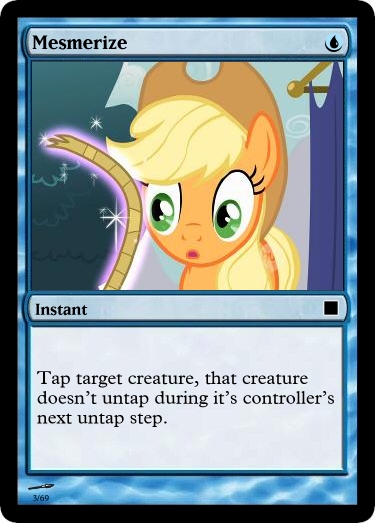 Mesmerize
Instant
Tap target creature, that creature
doesn't untap during it's controller's
next untap step.
3/69